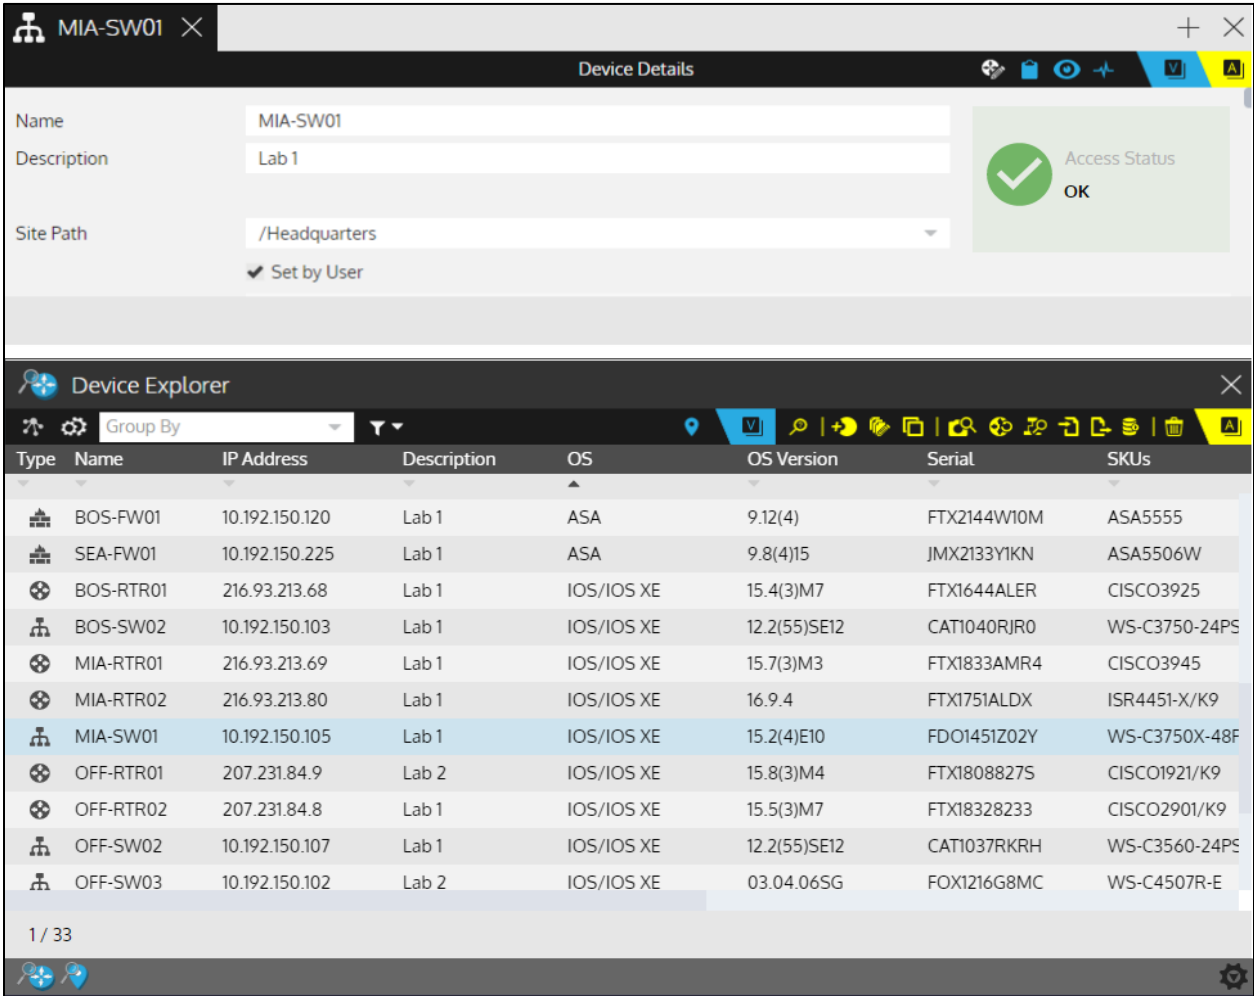 MIA-SW01
Device Details
V
A
Name MIA-SW01
Description Lab 1
Access Status
OK
Site Path /Headquarters
Set by User
Device Explorer
Group By
V
A
Type Name IP Address Description OS OS Version Serial SKUs
BOS-FW01 10.192.150.120 Lab 1 ASA 9.12(4) FTX2144W10M ASA5555
SEA-FW01 10.192.150.225 Lab 1 ASA 9.8(4)15 JMX2133Y1KN ASA5506W
BOS-RTR01 216.93.213.68 Lab 1 IOS/IOS XE 15.4(3)M7 FTX1644ALER CISCO3925
BOS-SW02 10.192.150.103 Lab 1 IOS/IOS XE 12.2(55)SE12 CAT1040RJR0 WS-C3750-24PS
MIA-RTR01 216.93.213.69 Lab 1 IOS/IOS XE 15.7(3)M3 FTX1833AMR4 CISCO3945
MIA-RTR02 216.93.213.80 Lab 1 IOS/IOS XE 16.9.4 FTX1751ALDX ISR4451-X/K9
MIA-SW01 10.192.150.105 Lab 1 IOS/IOS XE 15.2(4)E10 FDO1451Z02Y WS-C3750X-48P
OFF-RTR01 207.231.84.9 Lab 2 IOS/IOS XE 15.8(3)M4 FTX1808827S CISCO1921/K9
OFF-RTR02 207.231.84.8 Lab 1 IOS/IOS XE 15.5(3)M7 FTX18328233 CISCO2901/K9
OFF-SW02 10.192.150.107 Lab 1 IOS/IOS XE 12.2(55)SE12 CAT1037RKRH WS-C3560-24PS
OFF-SW03 10.192.150.102 Lab 2 IOS/IOS XE 03.04.06SG FOX1216G8MC WS-C4507R-E
1 / 33